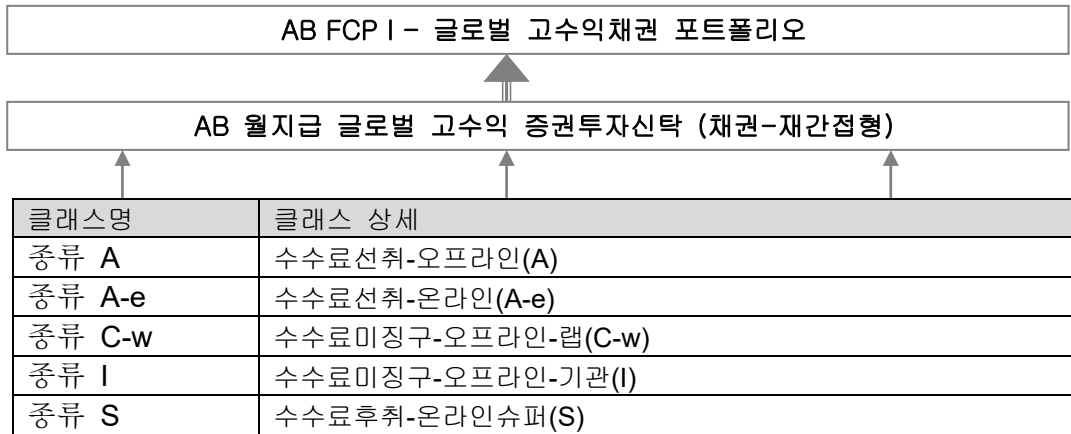 AB FCP I – 글로벌 고수익채권 포트폴리오
AB 월지급 글로벌 고수익 증권투자신탁 (채권-재간접형)
클래스명 클래스 상세
종류 A 수수료선취-오프라인(A)
종류 A-e 수수료선취-온라인(A-e)
종류 C-w 수수료미징구-오프라인-랩(C-w)
종류 I 수수료미징구-오프라인-기관(I)
종류 S 수수료후취-온라인슈퍼(S)